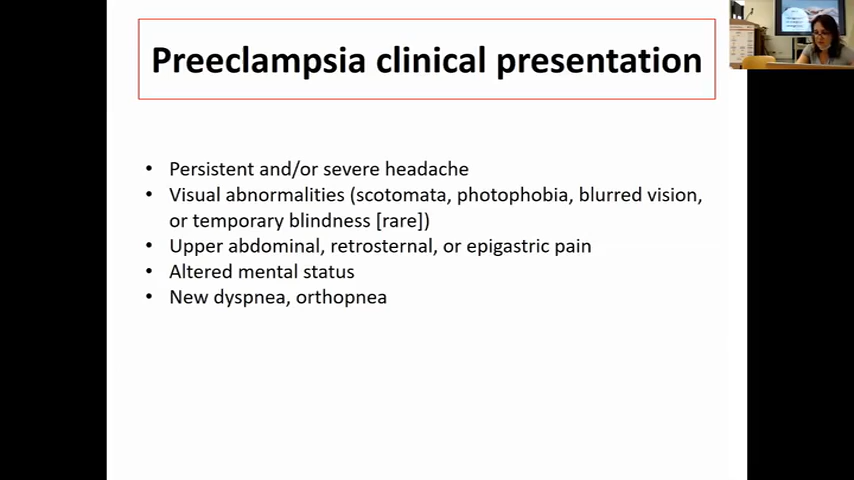 Preeclampsia clinical presentation
• Persistent and/or severe headache
• Visual abnormalities (scotomata, photophobia, blurred vision,
or temporary blindness [rare])
• Upper abdominal, retrosternal, or epigastric pain
• Altered mental status
• New dyspnea, orthopnea